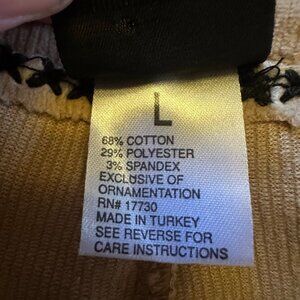 L
68% COTTON
29% POLYESTER
3% SPANDEX
EXCLUSIVE OF
ORNAMENTATION
RN# 17730
MADE IN TURKEY
SEE REVERSE FOR
CARE INSTRUCTIONS